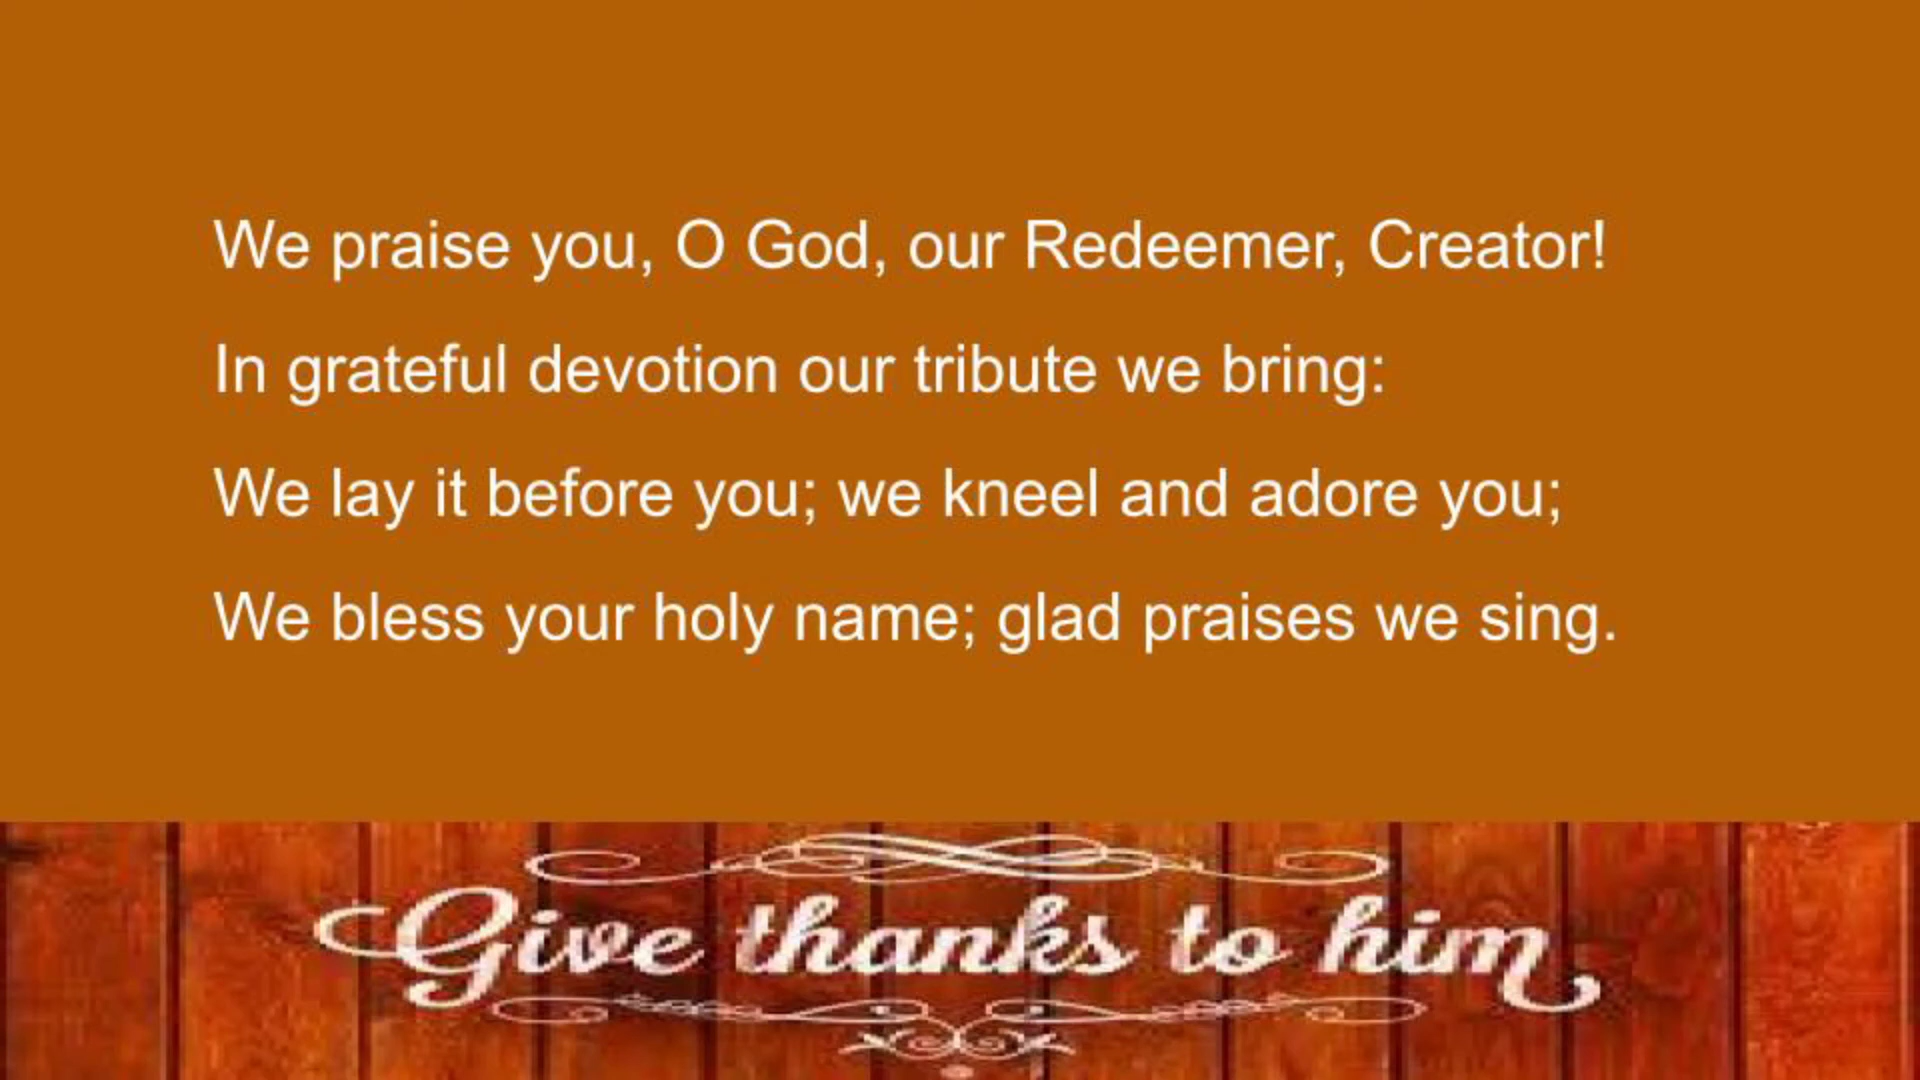 We praise you, O God, our Redeemer, Creator!
In grateful devotion our tribute we bring:
We lay it before you; we kneel and adore you;
We bless your holy name; glad praises we sing.
Give thanks to him